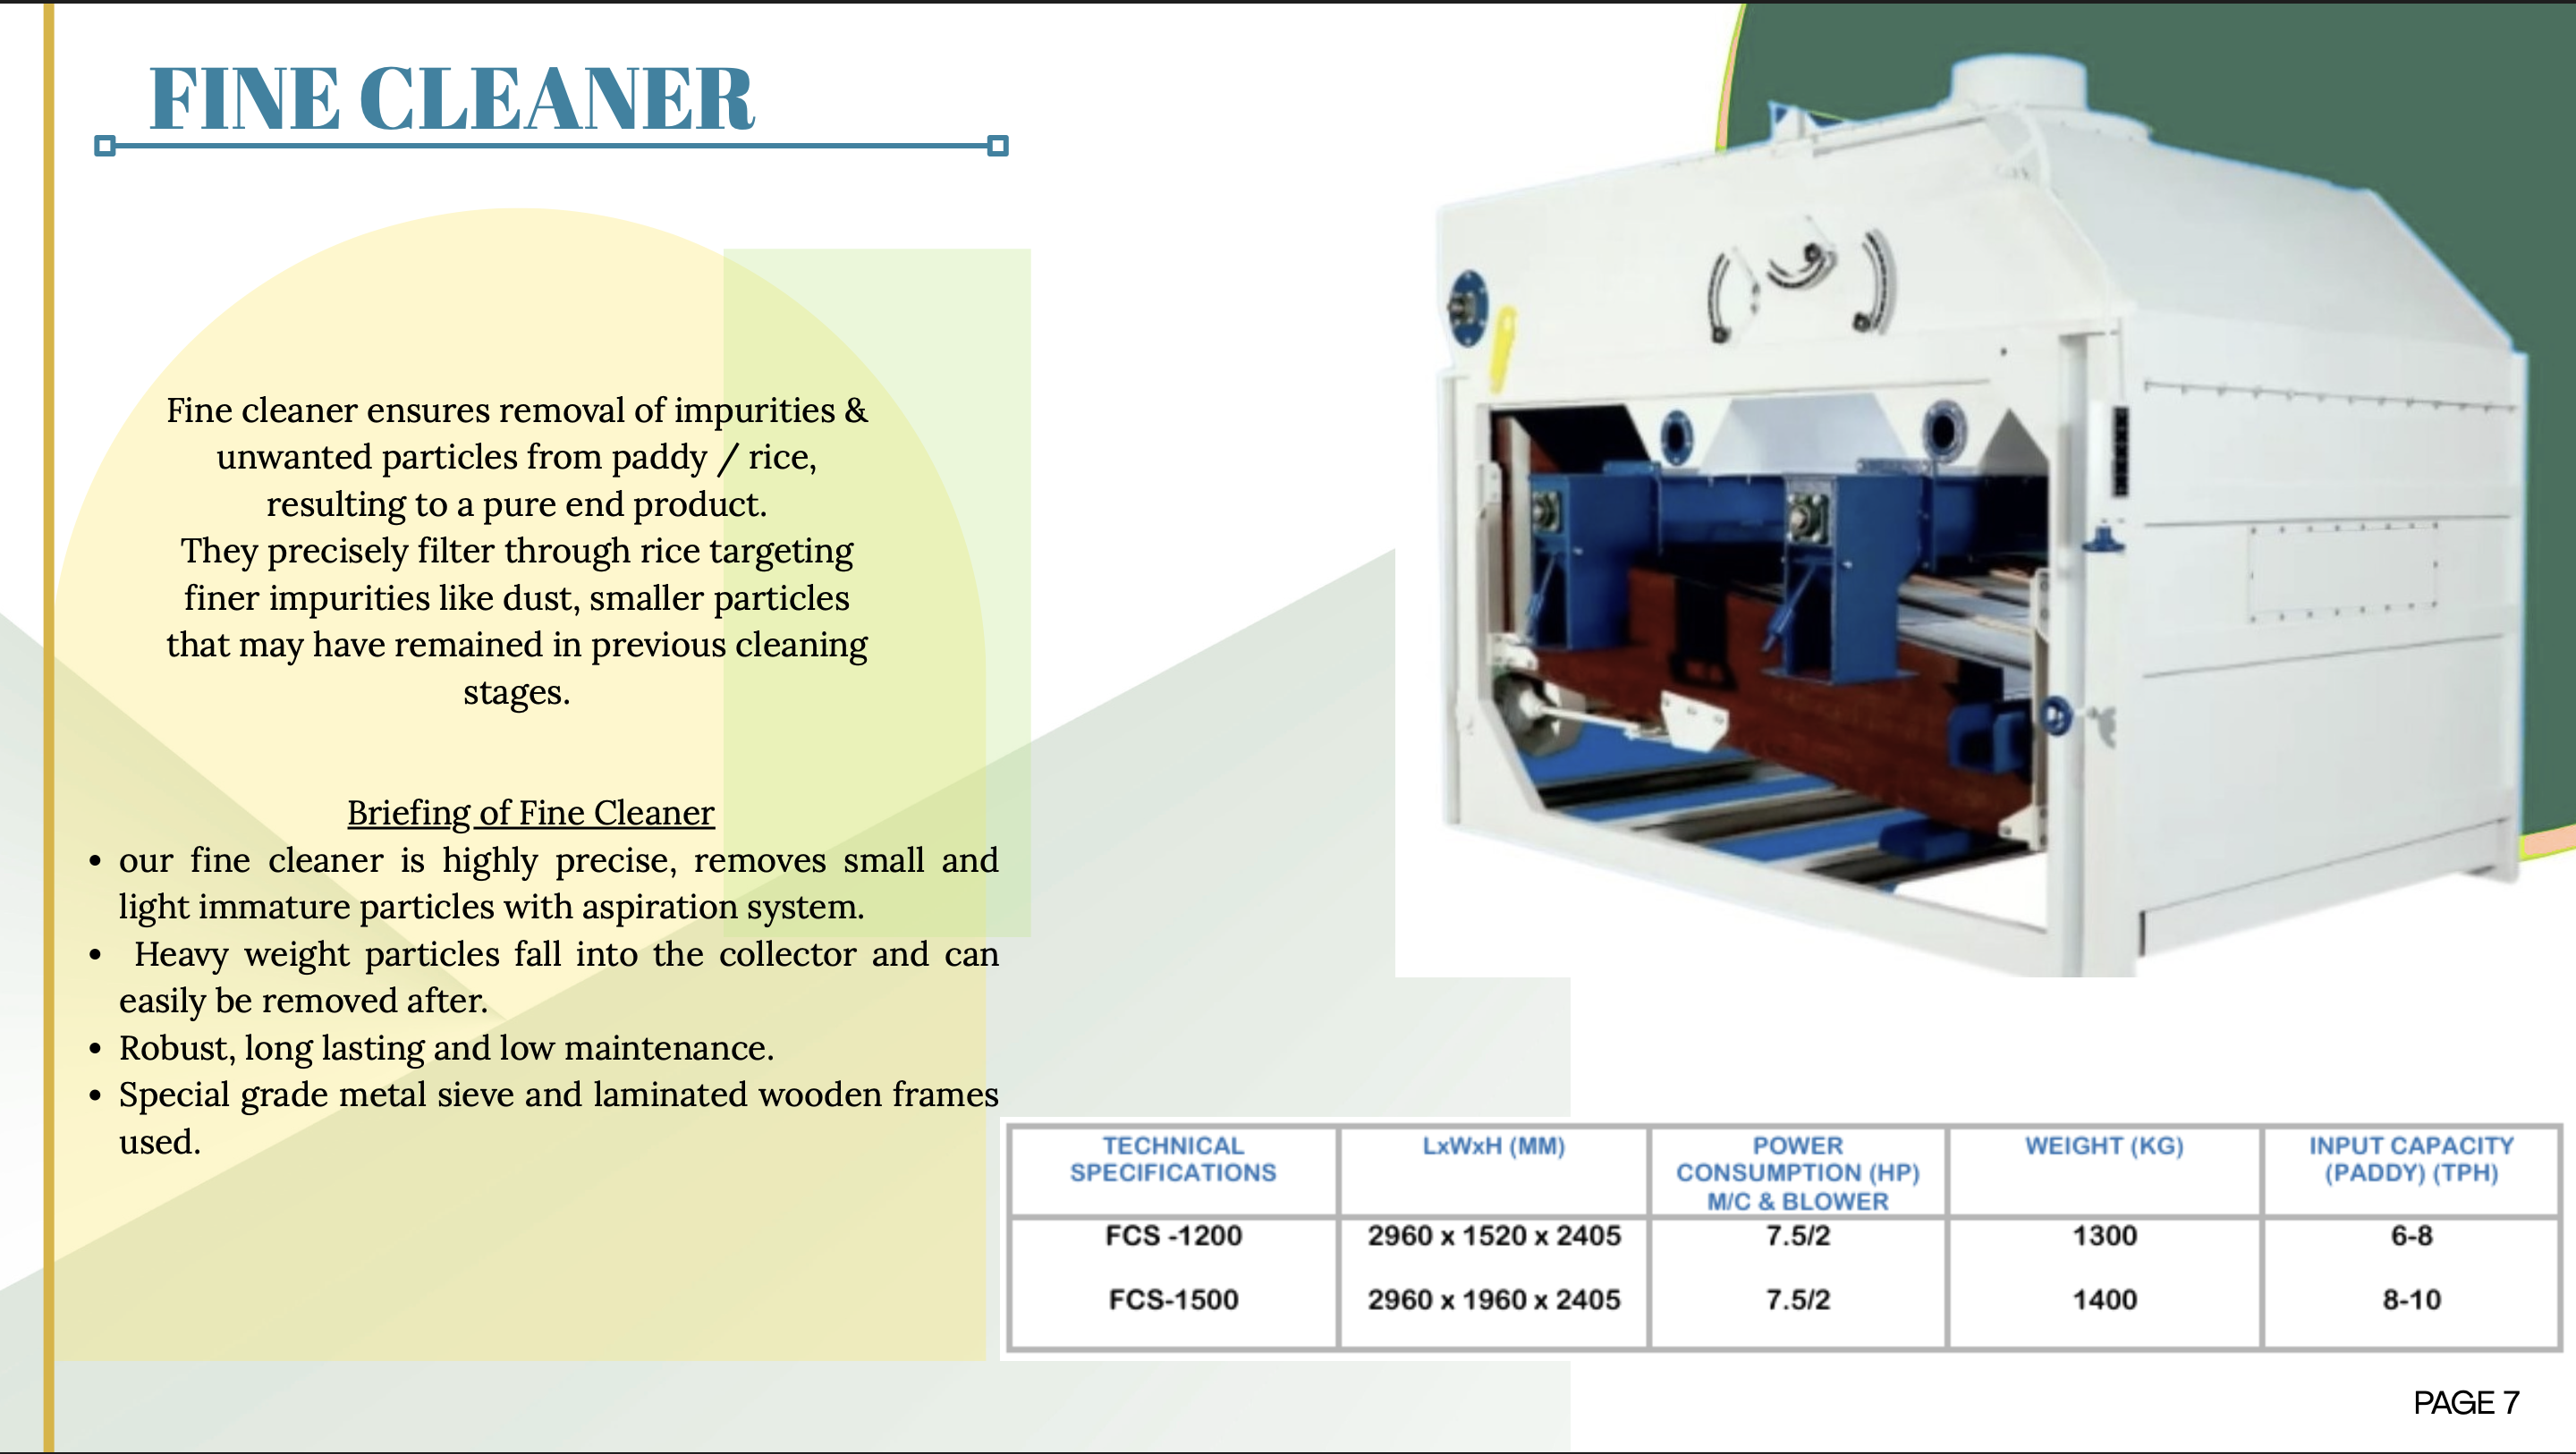 FINE CLEANER
Fine cleaner ensures removal of impurities &
unwanted particles from paddy / rice,
resulting to a pure end product.
They precisely filter through rice targeting
finer impurities like dust, smaller particles
that may have remained in previous cleaning
stages.
Briefing of Fine Cleaner
• our fine cleaner is highly precise, removes small and
light immature particles with aspiration system.
• Heavy weight particles fall into the collector and can
easily be removed after.
• Robust, long lasting and low maintenance.
• Special grade metal sieve and laminated wooden frames
used.
TECHNICAL SPECIFICATIONS LxWxH (MM) POWER CONSUMPTION (HP) M/C & BLOWER WEIGHT (KG) INPUT CAPACITY (PADDY) (TPH)
FCS -1200 2960 x 1520 x 2405 7.5/2 1300 6-8
FCS-1500 2960 x 1960 x 2405 7.5/2 1400 8-10
PAGE 7